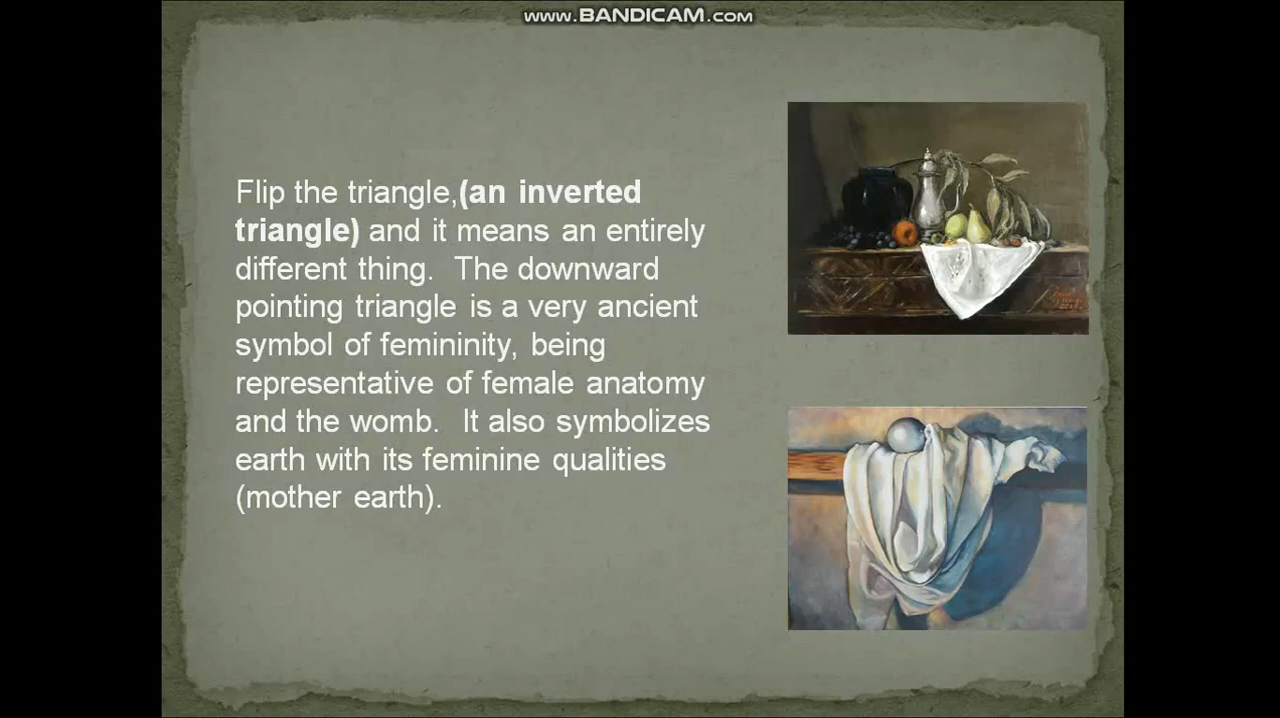 www.BANDICAM.com
Flip the triangle,(an inverted
triangle) and it means an entirely
different thing.  The downward
pointing triangle is a very ancient
symbol of femininity, being
representative of female anatomy
and the womb.  It also symbolizes
earth with its feminine qualities
(mother earth).